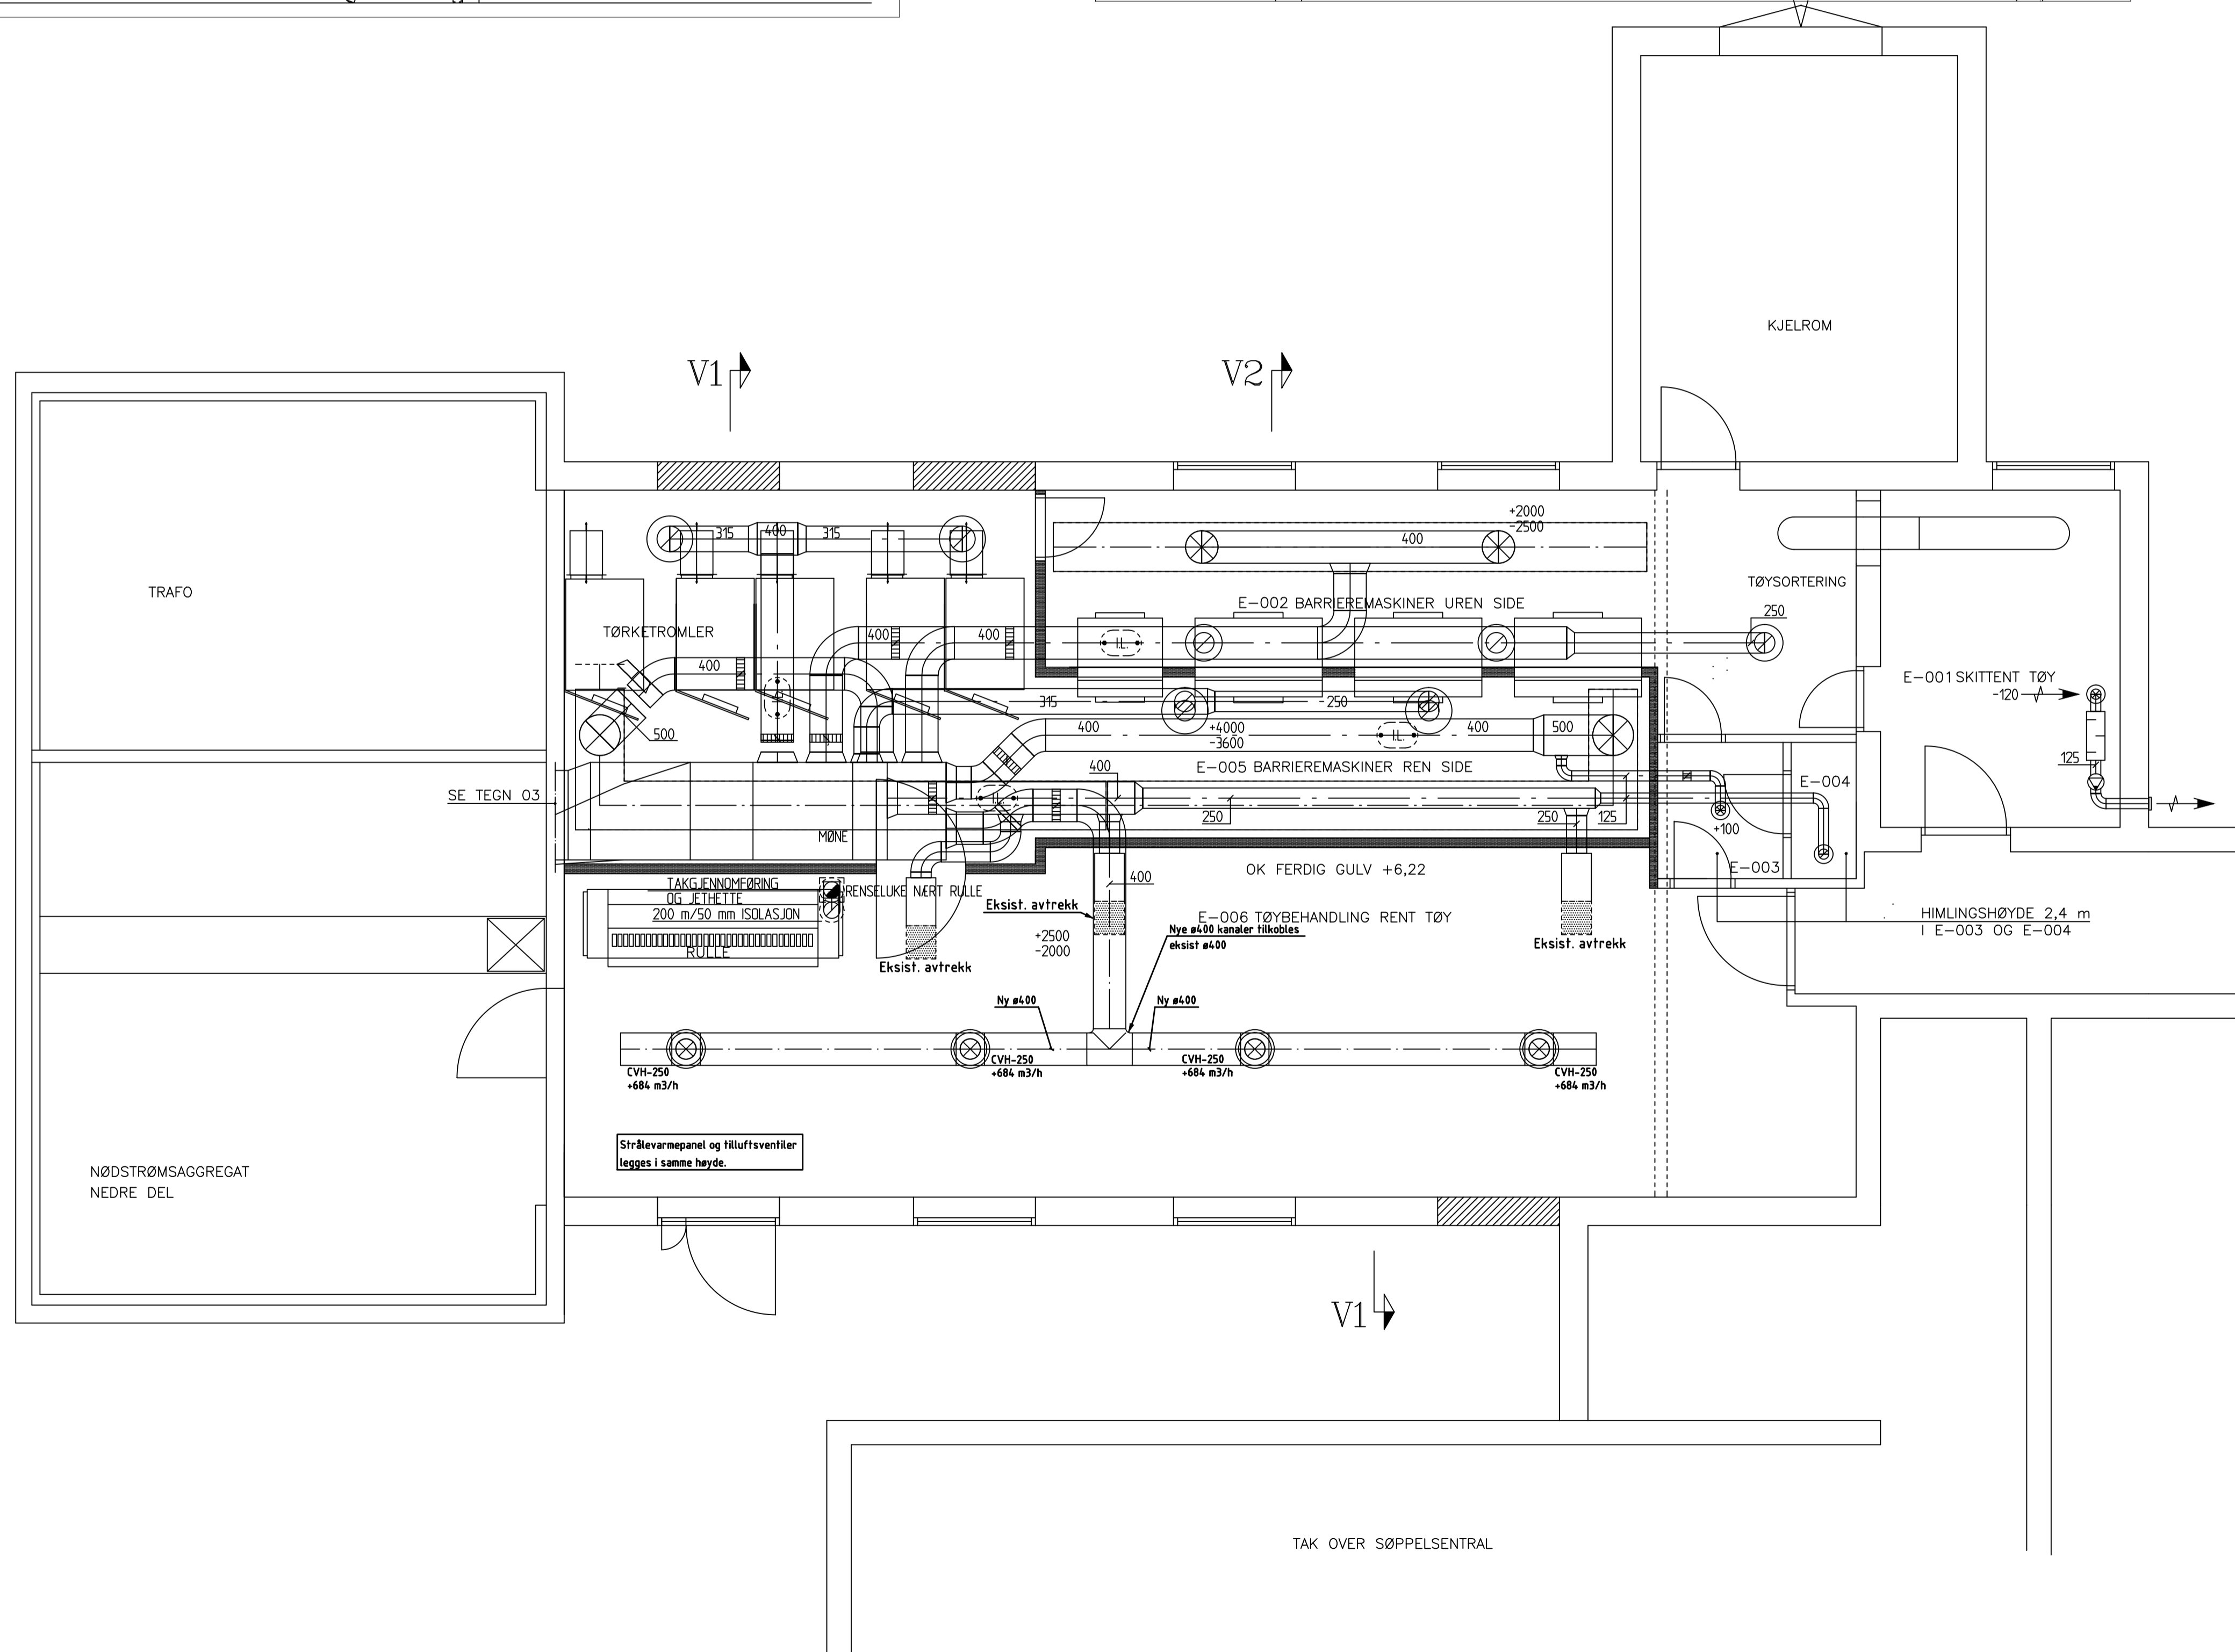 KJELROM
V1
V2
+2000
-2500
315
400
315
400
TØYSORTERING
TRAFO
E-002 BARRIEREMASKINER UREN SIDE
250
TØRKETROMLER
400
400
I.L.
400
E-001 SKITTENT TØY
-120
315
250
500
400
+4000
-3600
I.L.
400
500
125
E-005 BARRIEREMASKINER REN SIDE
400
E-004
SE TEGN 03
250
250
125
+100
MØNE
E-003
OK FERDIG GULV +6,22
400
TAKGJENNOMFØRING
OG JETHETTE
200 m/50 mm ISOLASJON
RENSELUKE NÆRT RULLE
RULLE
Eksist. avtrekk
E-006 TØYBEHANDLING RENT TØY
HIMLINGSHØYDE 2,4 m
I E-003 OG E-004
Nye ø400 kanaler tilkobles
eksist ø400
+2500
-2000
Eksist. avtrekk
Eksist. avtrekk
Ny ø400
Ny ø400
CVH-250
+684 m3/h
CVH-250
+684 m3/h
CVH-250
+684 m3/h
CVH-250
+684 m3/h
Strålevarmepanel og tilluftsventiler
legges i samme høyde.
NØDSTRØMSAGGREGAT
NEDRE DEL
V1
TAK OVER SØPPELSENTRAL